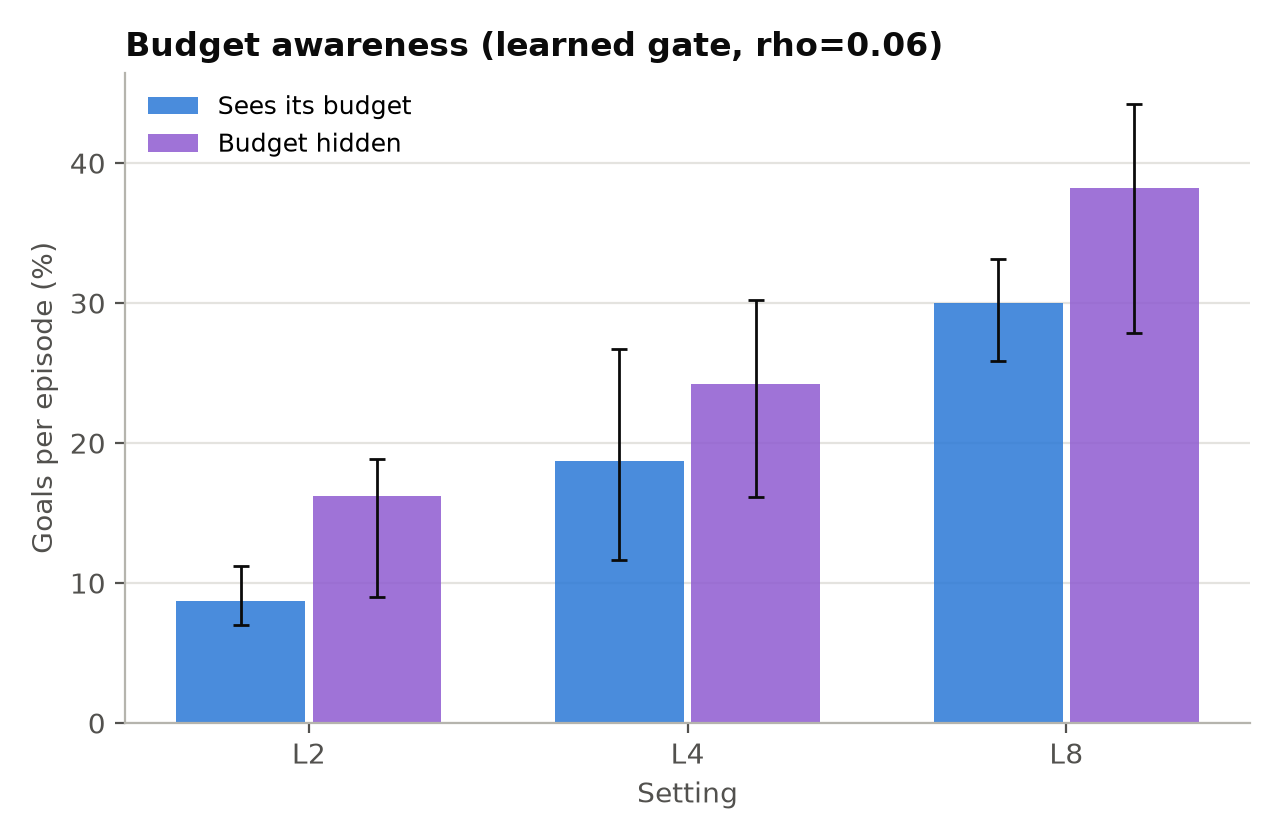 Budget awareness (learned gate, rho=0.06)
Sees its budget
Budget hidden
Goals per episode (%)
40
30
20
10
0
L2 L4 L8
Setting